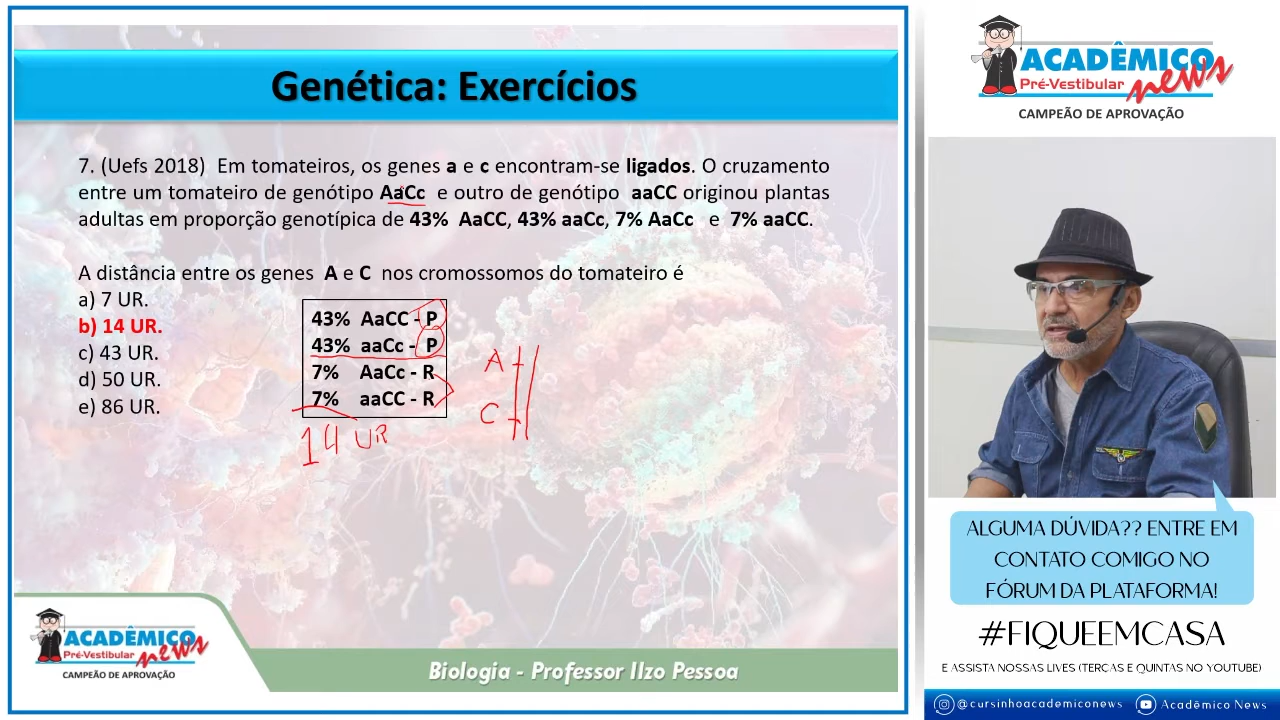 Genética: Exercícios
7. (Uefs 2018) Em tomateiros, os genes a e c encontram-se ligados. O cruzamento
entre um tomateiro de genótipo AaCc e outro de genótipo aaCC originou plantas
adultas em proporção genotípica de 43% AaCC, 43% aaCc, 7% AaCc e 7% aaCC.
A distância entre os genes A e C nos cromossomos do tomateiro é
a) 7 UR.
b) 14 UR.
c) 43 UR.
d) 50 UR.
e) 86 UR.
43% AaCC - P
43% aaCc - P
7% AaCc - R
7% aaCC - R
14 UR
A
C
ACADÊMICO
Pré-Vestibular news
CAMPEÃO DE APROVAÇÃO
Biologia - Professor Ilzo Pessoa
ACADÊMICO
Pré-Vestibular news
CAMPEÃO DE APROVAÇÃO
ALGUMA DÚVIDA?? ENTRE EM
CONTATO COMIGO NO
FÓRUM DA PLATAFORMA!
#FIQUEEMCASA
E ASSISTA NOSSAS LIVES (TERÇAS E QUINTAS NO YOUTUBE)
@cursinhoacademiconews Acadêmico News